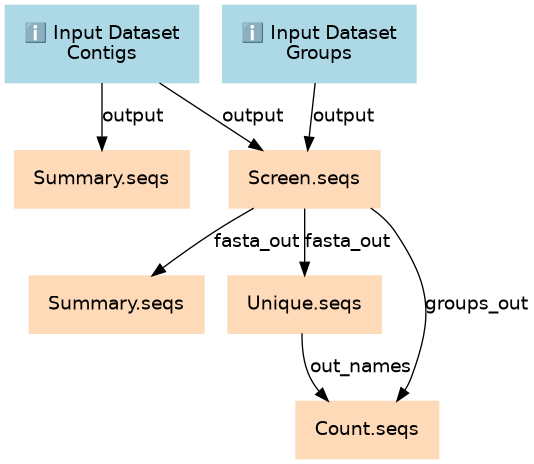 ℹ️ Input Dataset
Contigs
ℹ️ Input Dataset
Groups
output
output
output
Summary.seqs
Screen.seqs
fasta_out
fasta_out
Summary.seqs
Unique.seqs
groups_out
out_names
Count.seqs